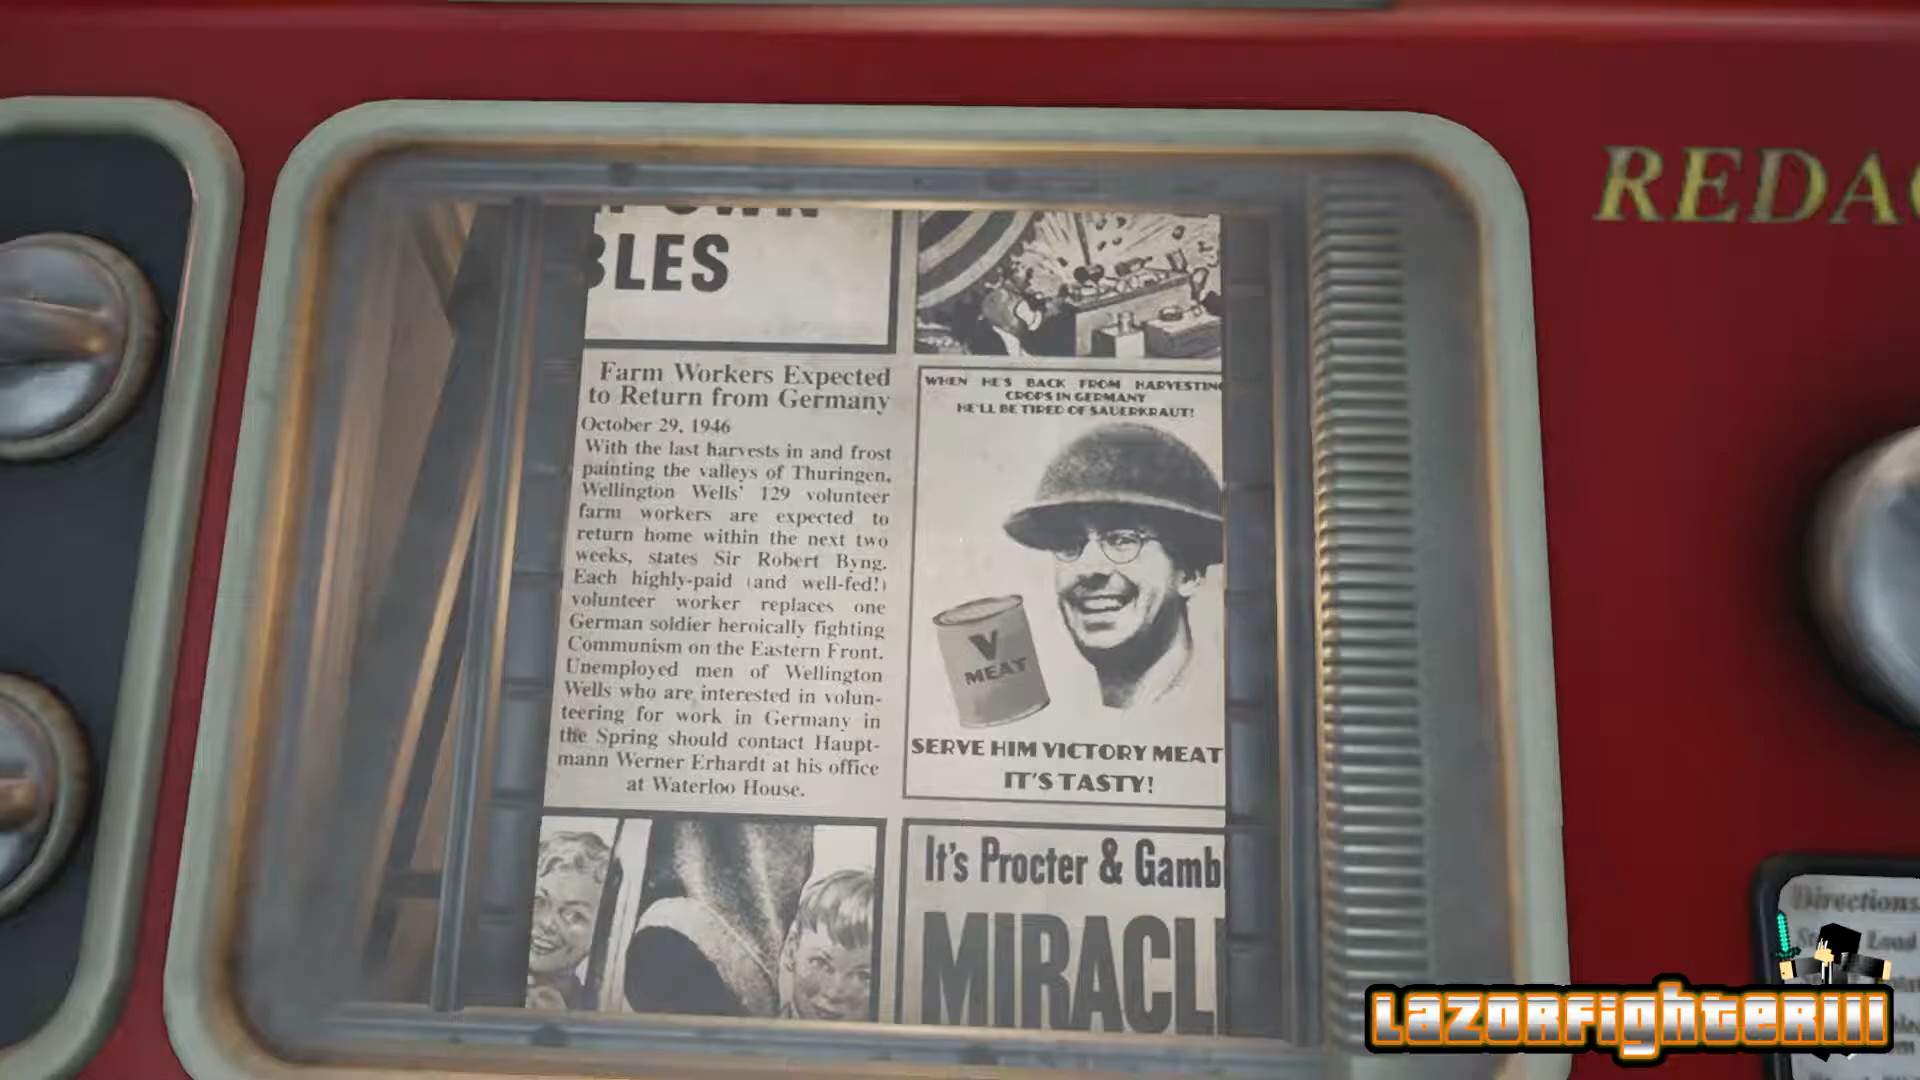 BLES
Farm Workers Expected
to Return from Germany
October 29, 1946
With the last harvests in and frost
painting the valleys of Thuringen,
Wellington Wells' 129 volunteer
farm workers are expected to
return home within the next two
weeks, states Sir Robert Byng.
Each highly-paid (and well-fed!)
volunteer worker replaces one
German soldier heroically fighting
Communism on the Eastern Front.
Unemployed men of Wellington
Wells who are interested in volun-
teering for work in Germany in
the Spring should contact Haupt-
mann Werner Erhardt at his office
at Waterloo House.
WHEN HE'S BACK FROM HARVESTING
CROPS IN GERMANY
HE'LL BE TIRED OF SAUERKRAUT!
V
MEAT
SERVE HIM VICTORY MEAT
IT'S TASTY!
It's Procter & Gambl
MIRACL
REDAC
Directions
Load
LAZORFIGHTERIII